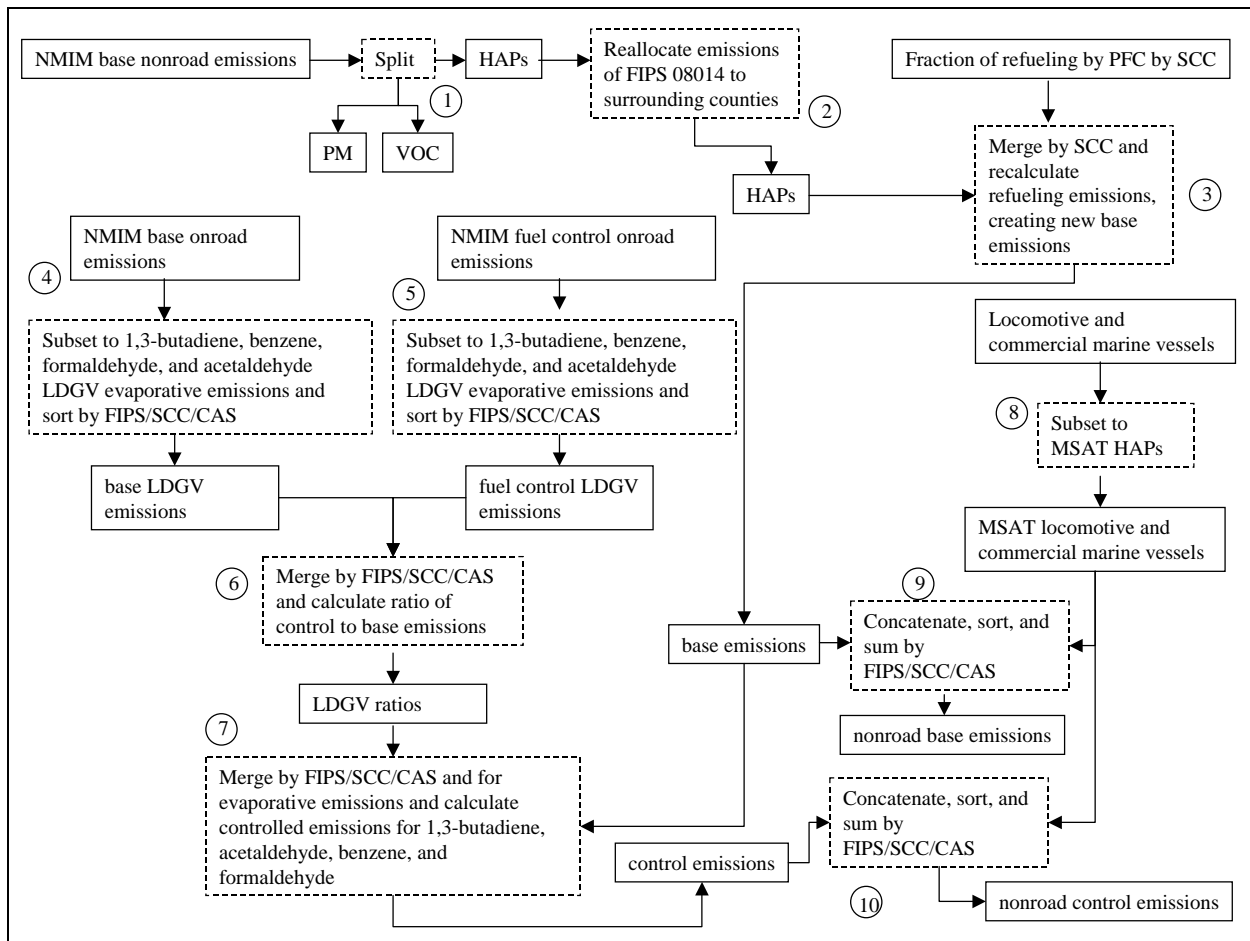 NMIM base nonroad emissions
Split
HAPs
Reallocate emissions
of FIPS 08014 to
surrounding counties
Fraction of refueling by PFC by SCC
1
2
PM
VOC
HAPs
Merge by SCC and
recalculate
refueling emissions,
creating new base
emissions
3
NMIM base onroad
emissions
4
NMIM fuel control onroad
emissions
5
Subset to 1,3-butadiene, benzene,
formaldehyde, and acetaldehyde
LDGV evaporative emissions and
sort by FIPS/SCC/CAS
Subset to 1,3-butadiene, benzene,
formaldehyde, and acetaldehyde
LDGV evaporative emissions and
sort by FIPS/SCC/CAS
Locomotive and
commercial marine vessels
8
Subset to
MSAT HAPs
base LDGV
emissions
fuel control LDGV
emissions
MSAT locomotive and
commercial marine vessels
6
Merge by FIPS/SCC/CAS
and calculate ratio of
control to base emissions
9
base emissions
Concatenate, sort, and
sum by
FIPS/SCC/CAS
LDGV ratios
nonroad base emissions
7
Merge by FIPS/SCC/CAS and for
evaporative emissions and calculate
controlled emissions for 1,3-butadiene,
acetaldehyde, benzene, and
formaldehyde
control emissions
Concatenate, sort, and
sum by
FIPS/SCC/CAS
10
nonroad control emissions